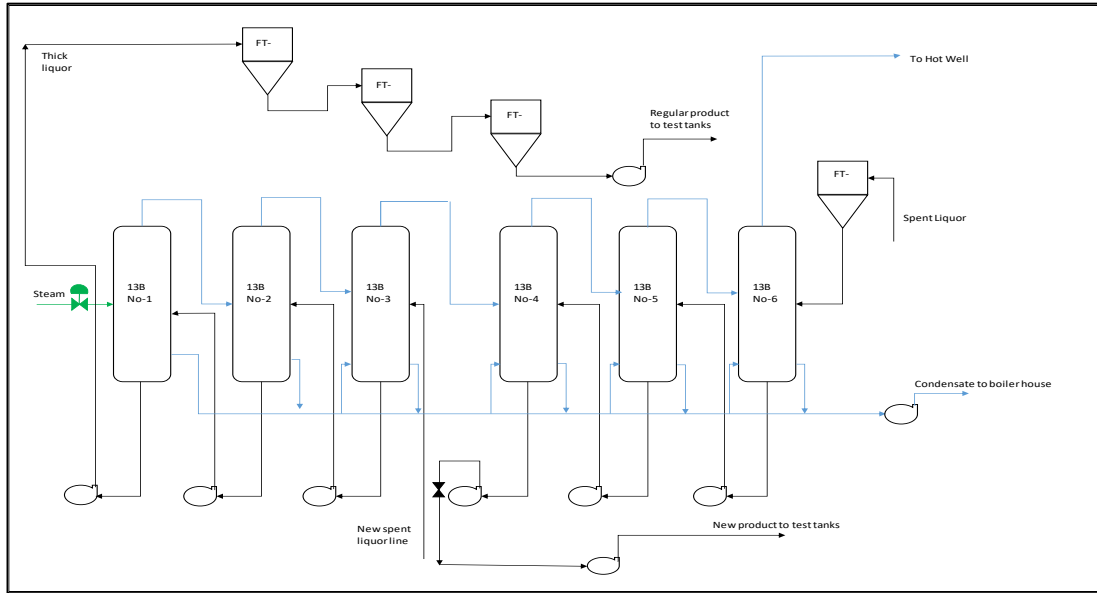 Thick
liquor
FT-
FT-
FT-
Regular product
to test tanks
To Hot Well
FT-
Spent Liquor
Steam
13B
No-1
13B
No-2
13B
No-3
13B
No-4
13B
No-5
13B
No-6
Condensate to boiler house
New spent
liquor line
New product to test tanks